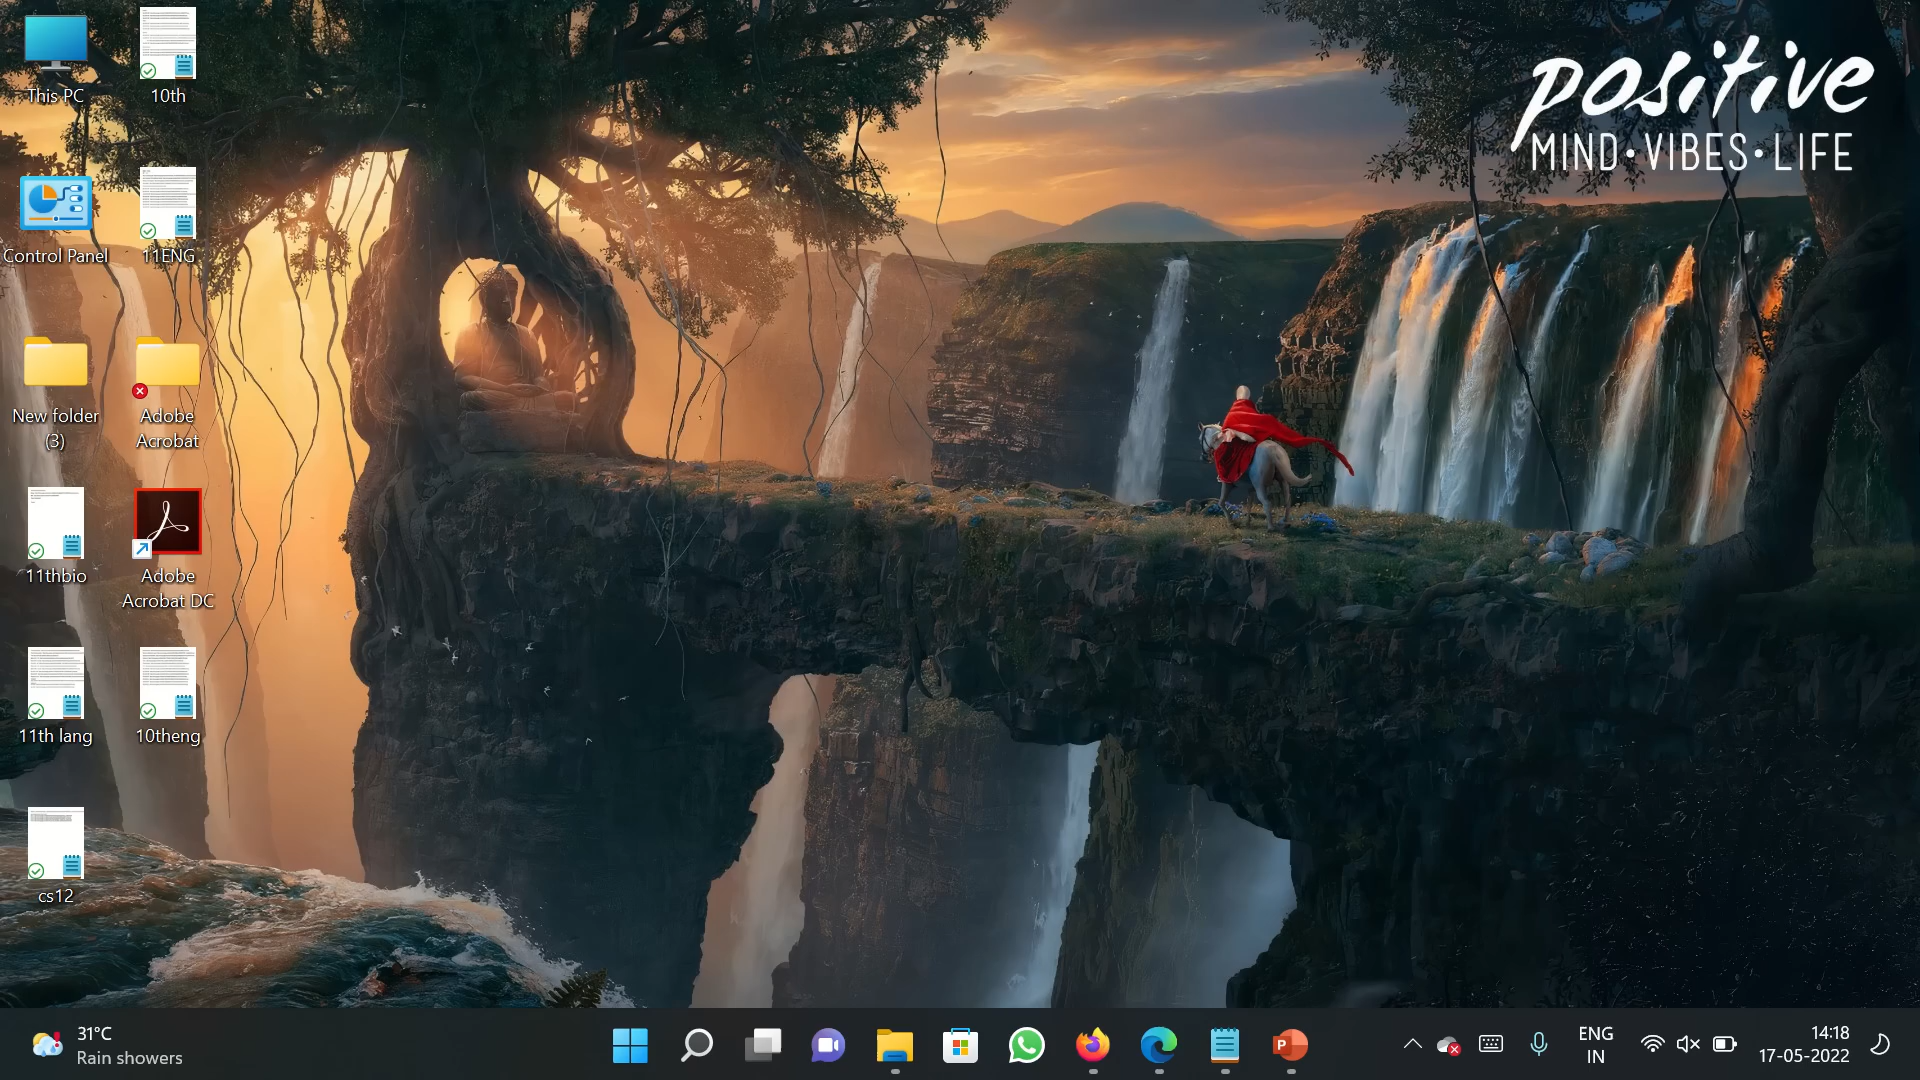 This PC
10th
Control Panel
11ENG
New folder
(3)
Adobe
Acrobat
11thbio
Adobe
Acrobat DC
11th lang
10theng
cs12
positive
MIND•VIBES•LIFE
31°C
Rain showers
P
ENG
IN
14:18
17-05-2022